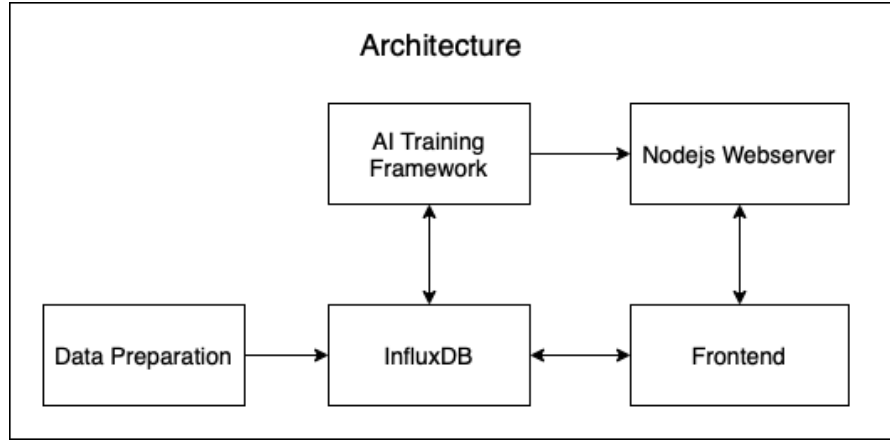 Architecture
AI Training
Framework
Nodejs Webserver
Data Preparation
InfluxDB
Frontend